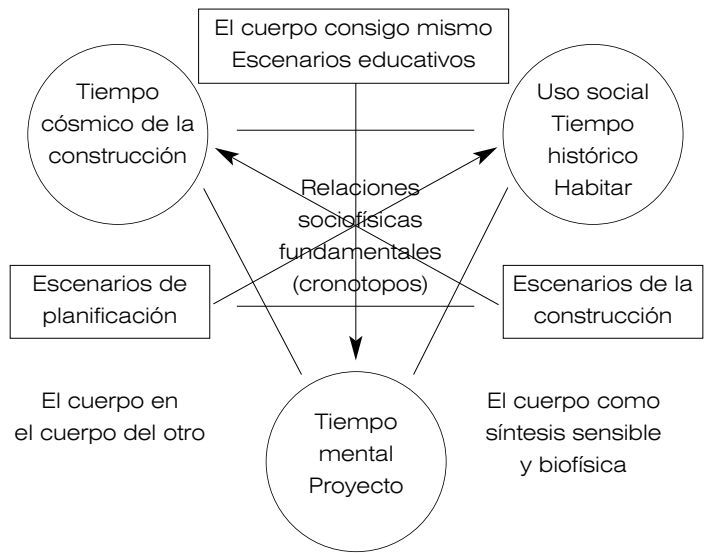 El cuerpo consigo mismo
Escenarios educativos
Tiempo
cósmico de la
construcción
Uso social
Tiempo
histórico
Habitar
Relaciones
sociofísicas
fundamentales
(cronotopos)
Escenarios de
planificación
Escenarios de la
construcción
El cuerpo en
el cuerpo del otro
Tiempo
mental
Proyecto
El cuerpo como
síntesis sensible
y biofísica